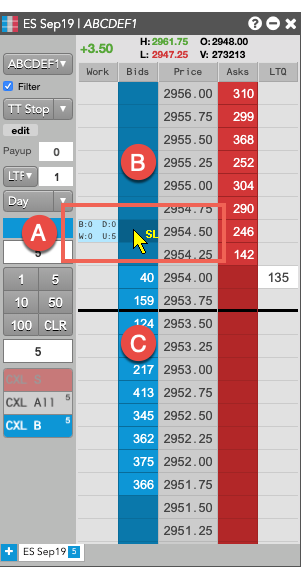 ES Sep19 | ABCDEF1
+3.50 H:2961.75 O:2948.00
L: 2947.25 V: 273213
ABCDEF1
Work Bids Price Asks LTQ
Filter
TT Stop
edit
Payup 0
LTF 1
Day
5
1 5
10 50
100 CLR
5
CXL S
CXL All 5
CXL B 5
2956.00 310
2955.75 299
2955.50 368
B 2955.25 252
2955.00 304
2954.75 290
A B:0 D:0 W:0 U:5 SL 2954.50 246
2954.25 142
40 2954.00 135
159 2953.75
124 2953.50
C 2953.25
217 2953.00
413 2952.75
345 2952.50
362 2952.25
375 2952.00
366 2951.75
2951.50
2951.25
+ ES Sep19 5